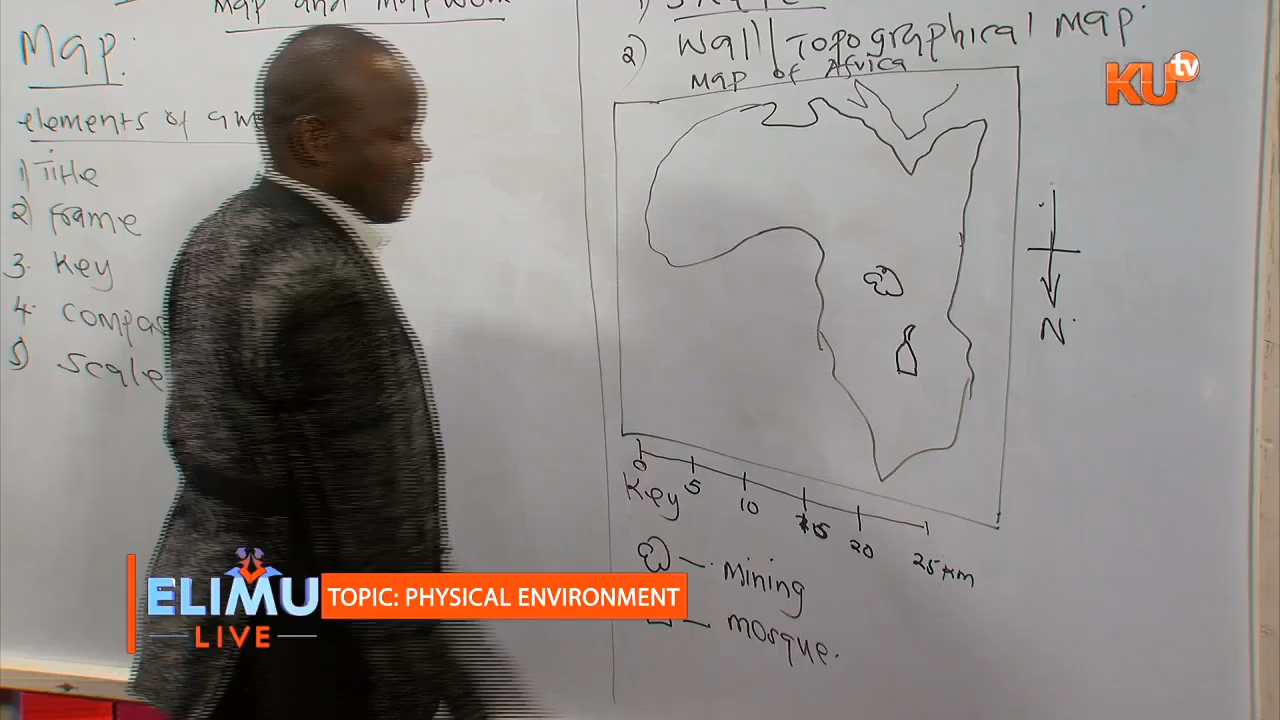 map and mapwork
Map:
elements of a
1) Title
2) Frame
3. Key
4. compas
5) scale
2) Wall/Topographical map.
map of Africa
N.
0 5 10 15 20 25 km
Key
- mining
- mosque.
KU tv
ELIMU
LIVE
TOPIC: PHYSICAL ENVIRONMENT